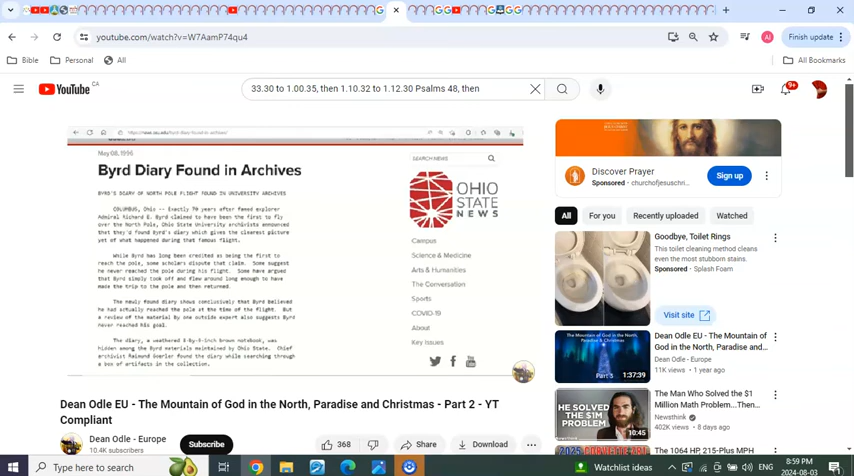 Finish update
youtube.com/watch?v=W7AamP74qu4
Bible
Personal
All
All Bookmarks
YouTube CA
33.30 to 1.00.35, then 1.10.32 to 1.12.30 Psalms 48, then
9+
May 08, 1996
Byrd Diary Found in Archives
SEARCH NEWS
BYRD'S DIARY OF NORTH POLE FLIGHT FOUND IN UNIVERSITY ARCHIVES
COLUMBUS, Ohio -- Exactly 70 years after famed explorer
Admiral Richard E. Byrd claimed to have been the first to fly
over the North Pole, Ohio State University archivists announced
that they'd found Byrd's diary which gives the clearest picture
yet of what happened during that famous flight.
While Byrd has long been credited as being the first to
reach the pole, some scholars dispute that claim. Some suggest
he never reached the pole during his flight. Some have argued
that Byrd simply took off and flew around long enough to have
made the trip to the pole and then returned.
The newly found diary shows conclusively that Byrd believed
he had actually reached the pole at the time of the flight. But
a review of the material by one outside expert also suggests Byrd
never reached his goal.
The diary, a weathered 3-by-9-inch brown notebook, was
hidden among the Byrd materials maintained by Ohio State. Chief
archivist Raimund Goerler found the diary while searching through
a box of artifacts in the collection.
OHIO
STATE
NEWS
Campus
Science & Medicine
Arts & Humanities
The Conversation
Sports
COVID-19
About
Key Issues
Dean Odle EU - The Mountain of God in the North, Paradise and Christmas - Part 2 - YT
Compliant
Dean Odle - Europe
10.4K subscribers
Subscribe
368
Share
Download
Discover Prayer
Sponsored · churchofjesuschri...
Sign up
All
For you
Recently uploaded
Watched
Goodbye, Toilet Rings
This toilet cleaning method cleans
even the most stubborn stains.
Sponsored · Splash Foam
Visit site
The Mountain of God in the
North, Paradise & Christmas
Part 3
1:37:39
Dean Odle EU - The Mountain of
God in the North, Paradise and...
Dean Odle - Europe
11K views · 1 year ago
HE SOLVED
THE $1M
PROBLEM
10:45
The Man Who Solved the $1
Million Math Problem...Then...
Newsthink
402K views · 8 days ago
2025 CORVETTE
The 1064 HP, 215-Plus MPH
Type here to search
Watchlist ideas
8:59 PM
2024-08-03